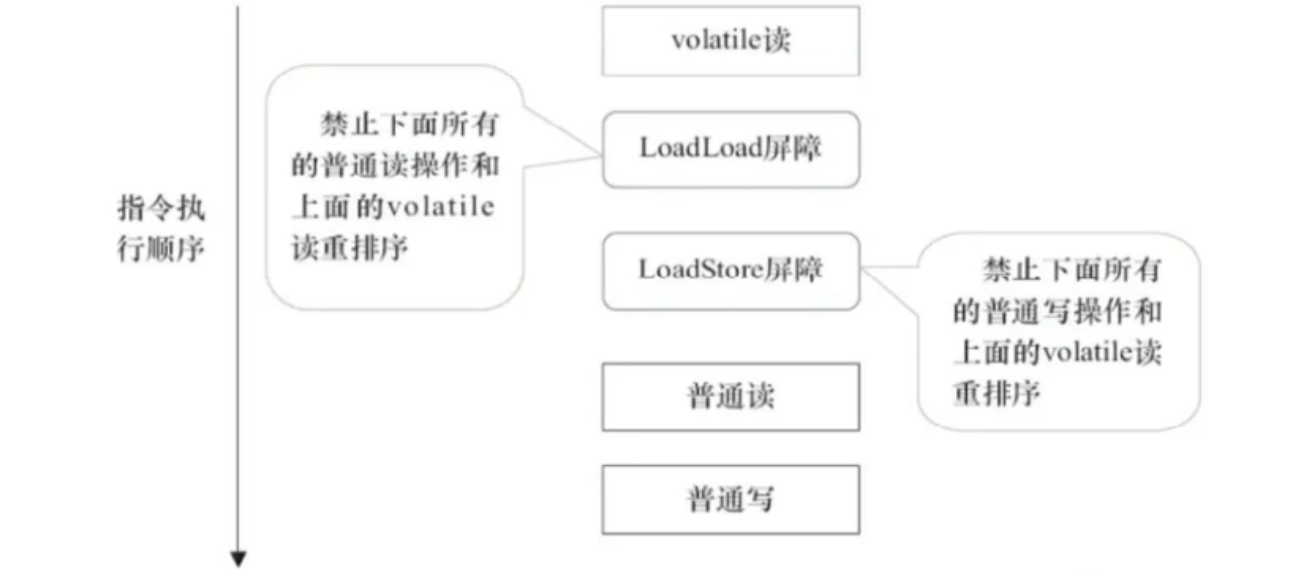 volatile读
禁止下面所有
的普通读操作和
上面的volatile
读重排序
LoadLoad屏障
指令执
行顺序
LoadStore屏障
禁止下面所有
的普通写操作和
上面的volatile读
重排序
普通读
普通写